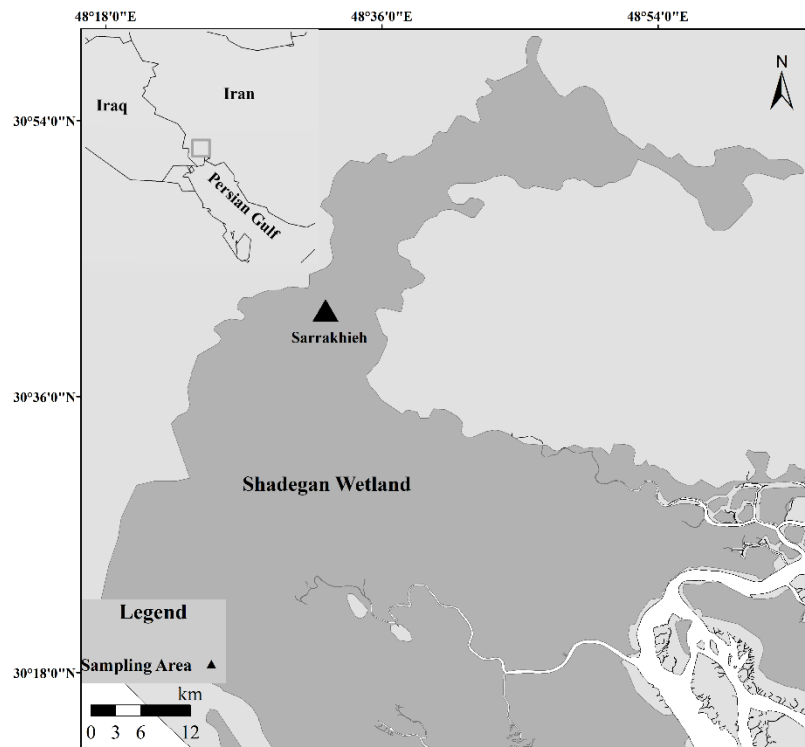 48°18'0"E
48°36'0"E
48°54'0"E
N
Iraq
Iran
30°54'0"N
Persian Gulf
Sarrakhieh
30°36'0"N
Shadegan Wetland
Legend
Sampling Area
30°18'0"N
km
0 3 6 12